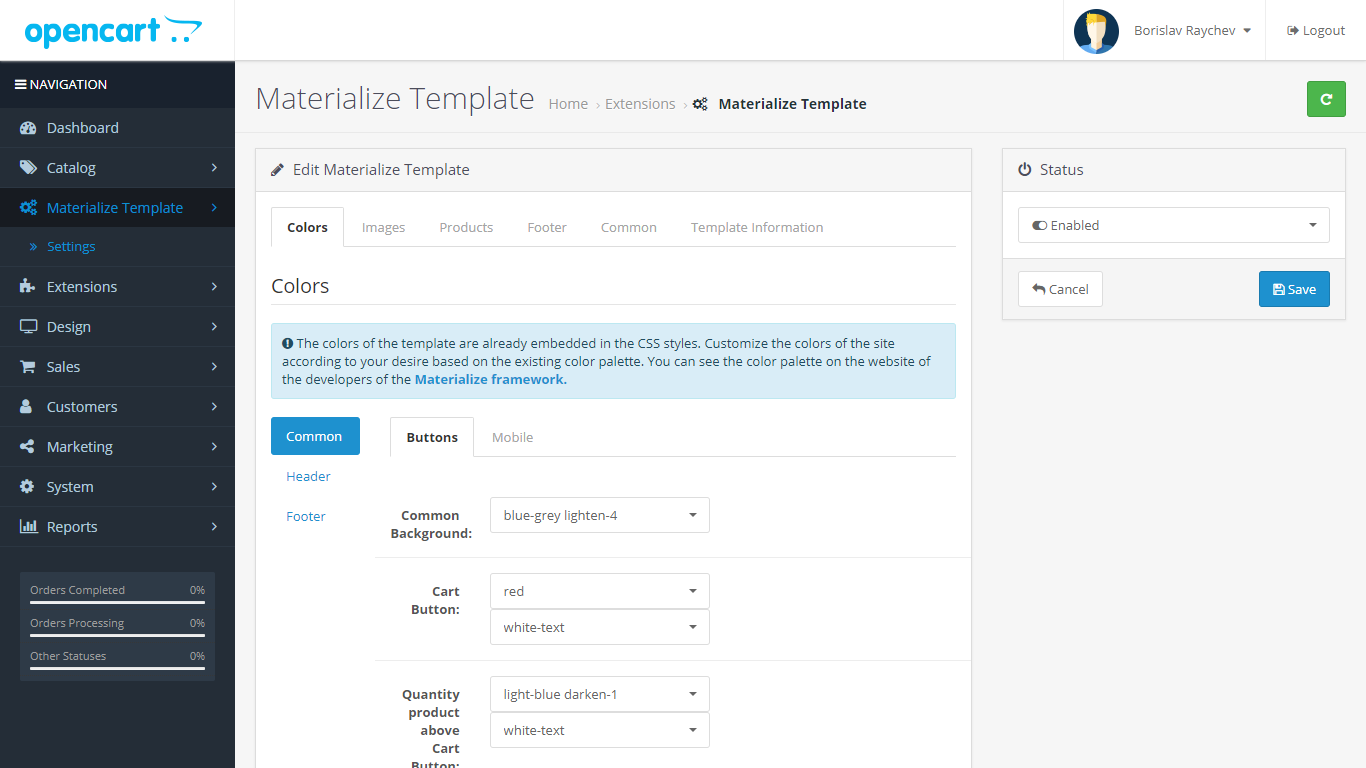 opencart
Borislav Raychev
Logout
NAVIGATION
Dashboard
Catalog
Materialize Template
Settings
Extensions
Design
Sales
Customers
Marketing
System
Reports
Orders Completed 0%
Orders Processing 0%
Other Statuses 0%
Materialize Template
Home › Extensions › Materialize Template
Edit Materialize Template
Colors Images Products Footer Common Template Information
Colors
The colors of the template are already embedded in the CSS styles. Customize the colors of the site
according to your desire based on the existing color palette. You can see the color palette on the website of
the developers of the Materialize framework.
Common
Header
Footer
Buttons Mobile
Common
Background:
blue-grey lighten-4
Cart
Button:
red
white-text
Quantity
product
above
Cart
Button:
light-blue darken-1
white-text
Status
Enabled
Cancel
Save